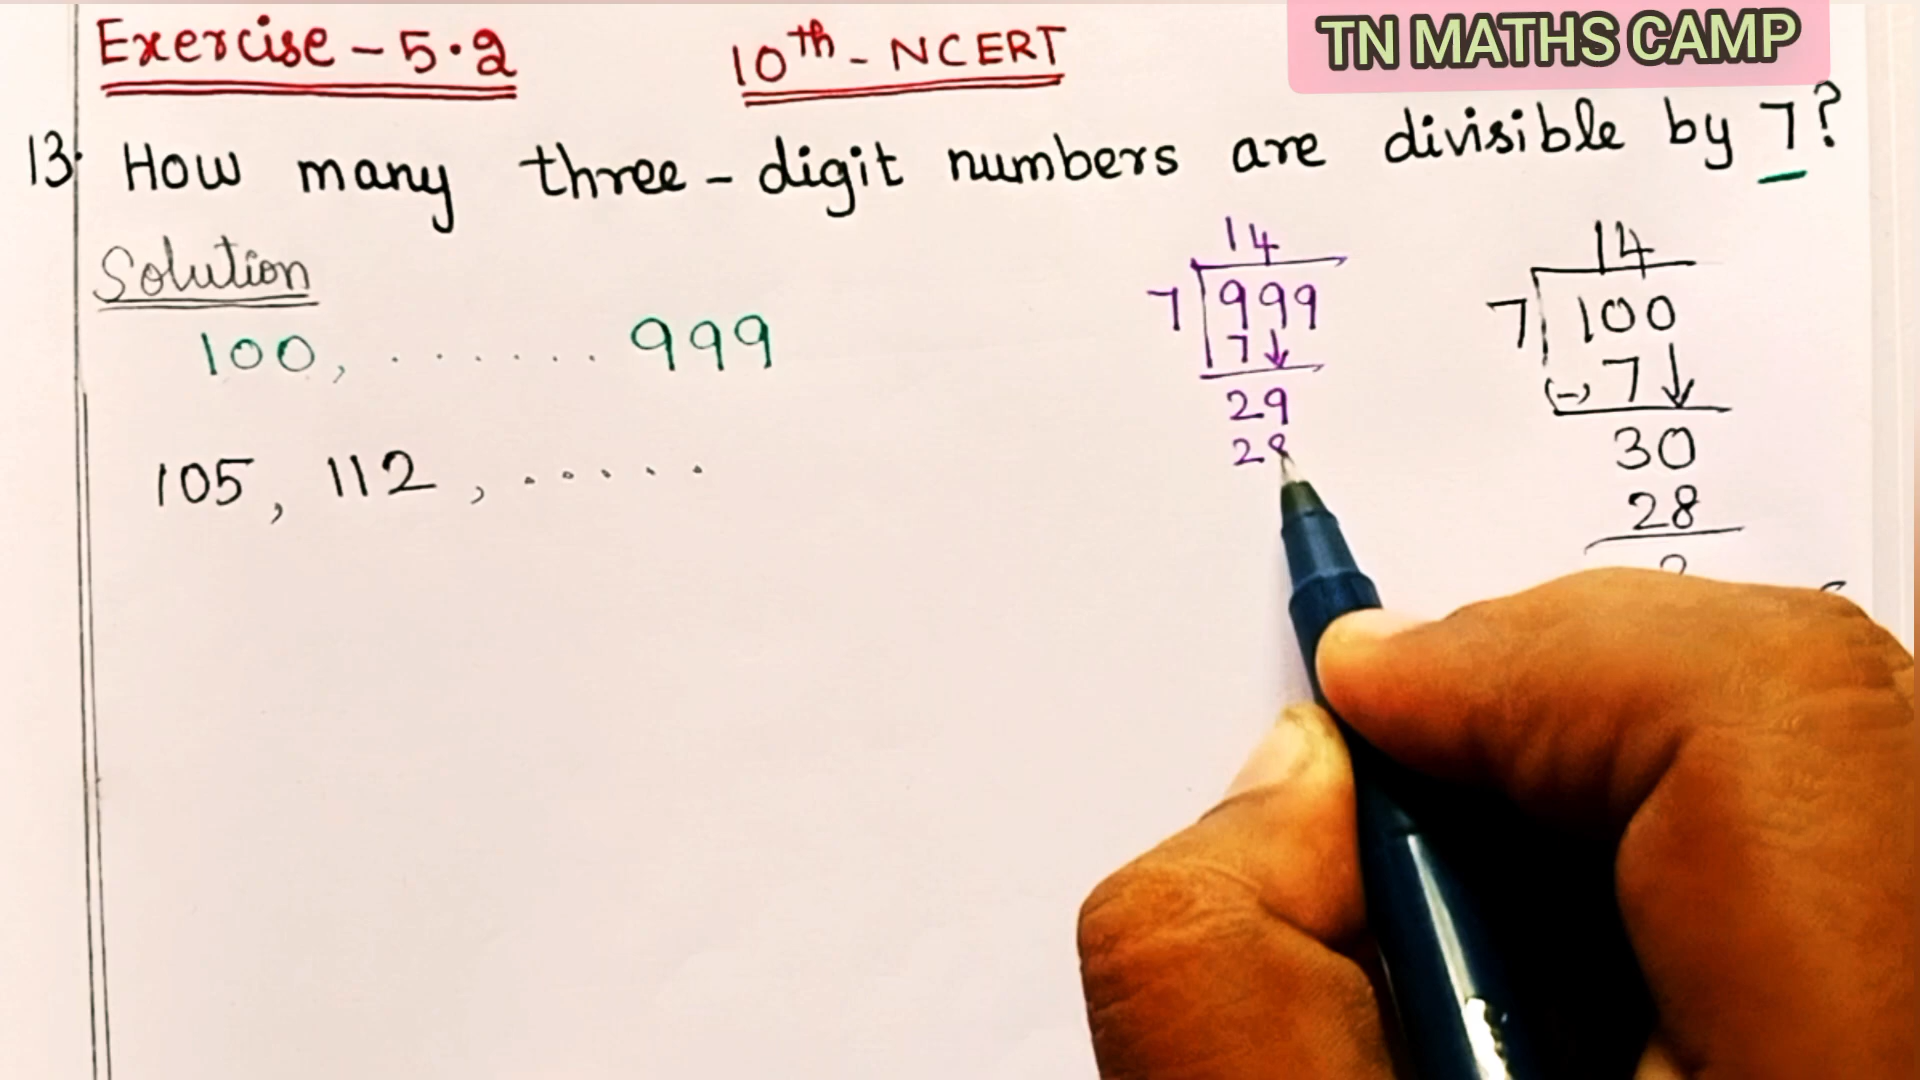 Exercise - 5.2
10th - NCERT
TN MATHS CAMP
13. How many three-digit numbers are divisible by 7?
Solution
100, ....... 999
105, 112, .....
14
7 999
7↓
29
28
14
7 100
(-) 7↓
30
28